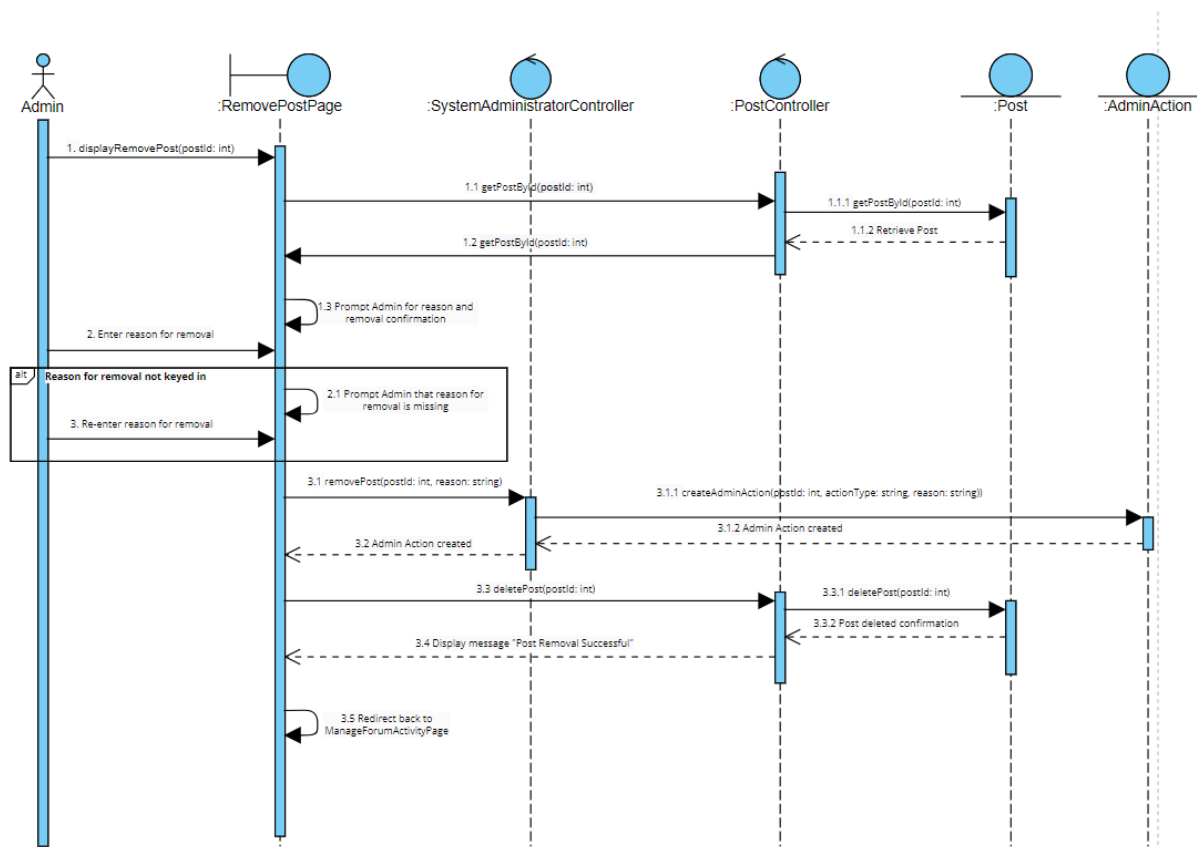 Admin
:RemovePostPage
:SystemAdministratorController
:PostController
:Post
:AdminAction
1. displayRemovePost(postId: int)
1.1 getPostById(postId: int)
1.1.1 getPostById(postId: int)
1.1.2 Retrieve Post
1.2 getPostById(postId: int)
1.3 Prompt Admin for reason and
removal confirmation
2. Enter reason for removal
alt
Reason for removal not keyed in
2.1 Prompt Admin that reason for
removal is missing
3. Re-enter reason for removal
3.1 removePost(postId: int, reason: string)
3.1.1 createAdminAction(postId: int, actionType: string, reason: string))
3.1.2 Admin Action created
3.2 Admin Action created
3.3 deletePost(postId: int)
3.3.1 deletePost(postId: int)
3.3.2 Post deleted confirmation
3.4 Display message "Post Removal Successful"
3.5 Redirect back to
ManageForumActivityPage